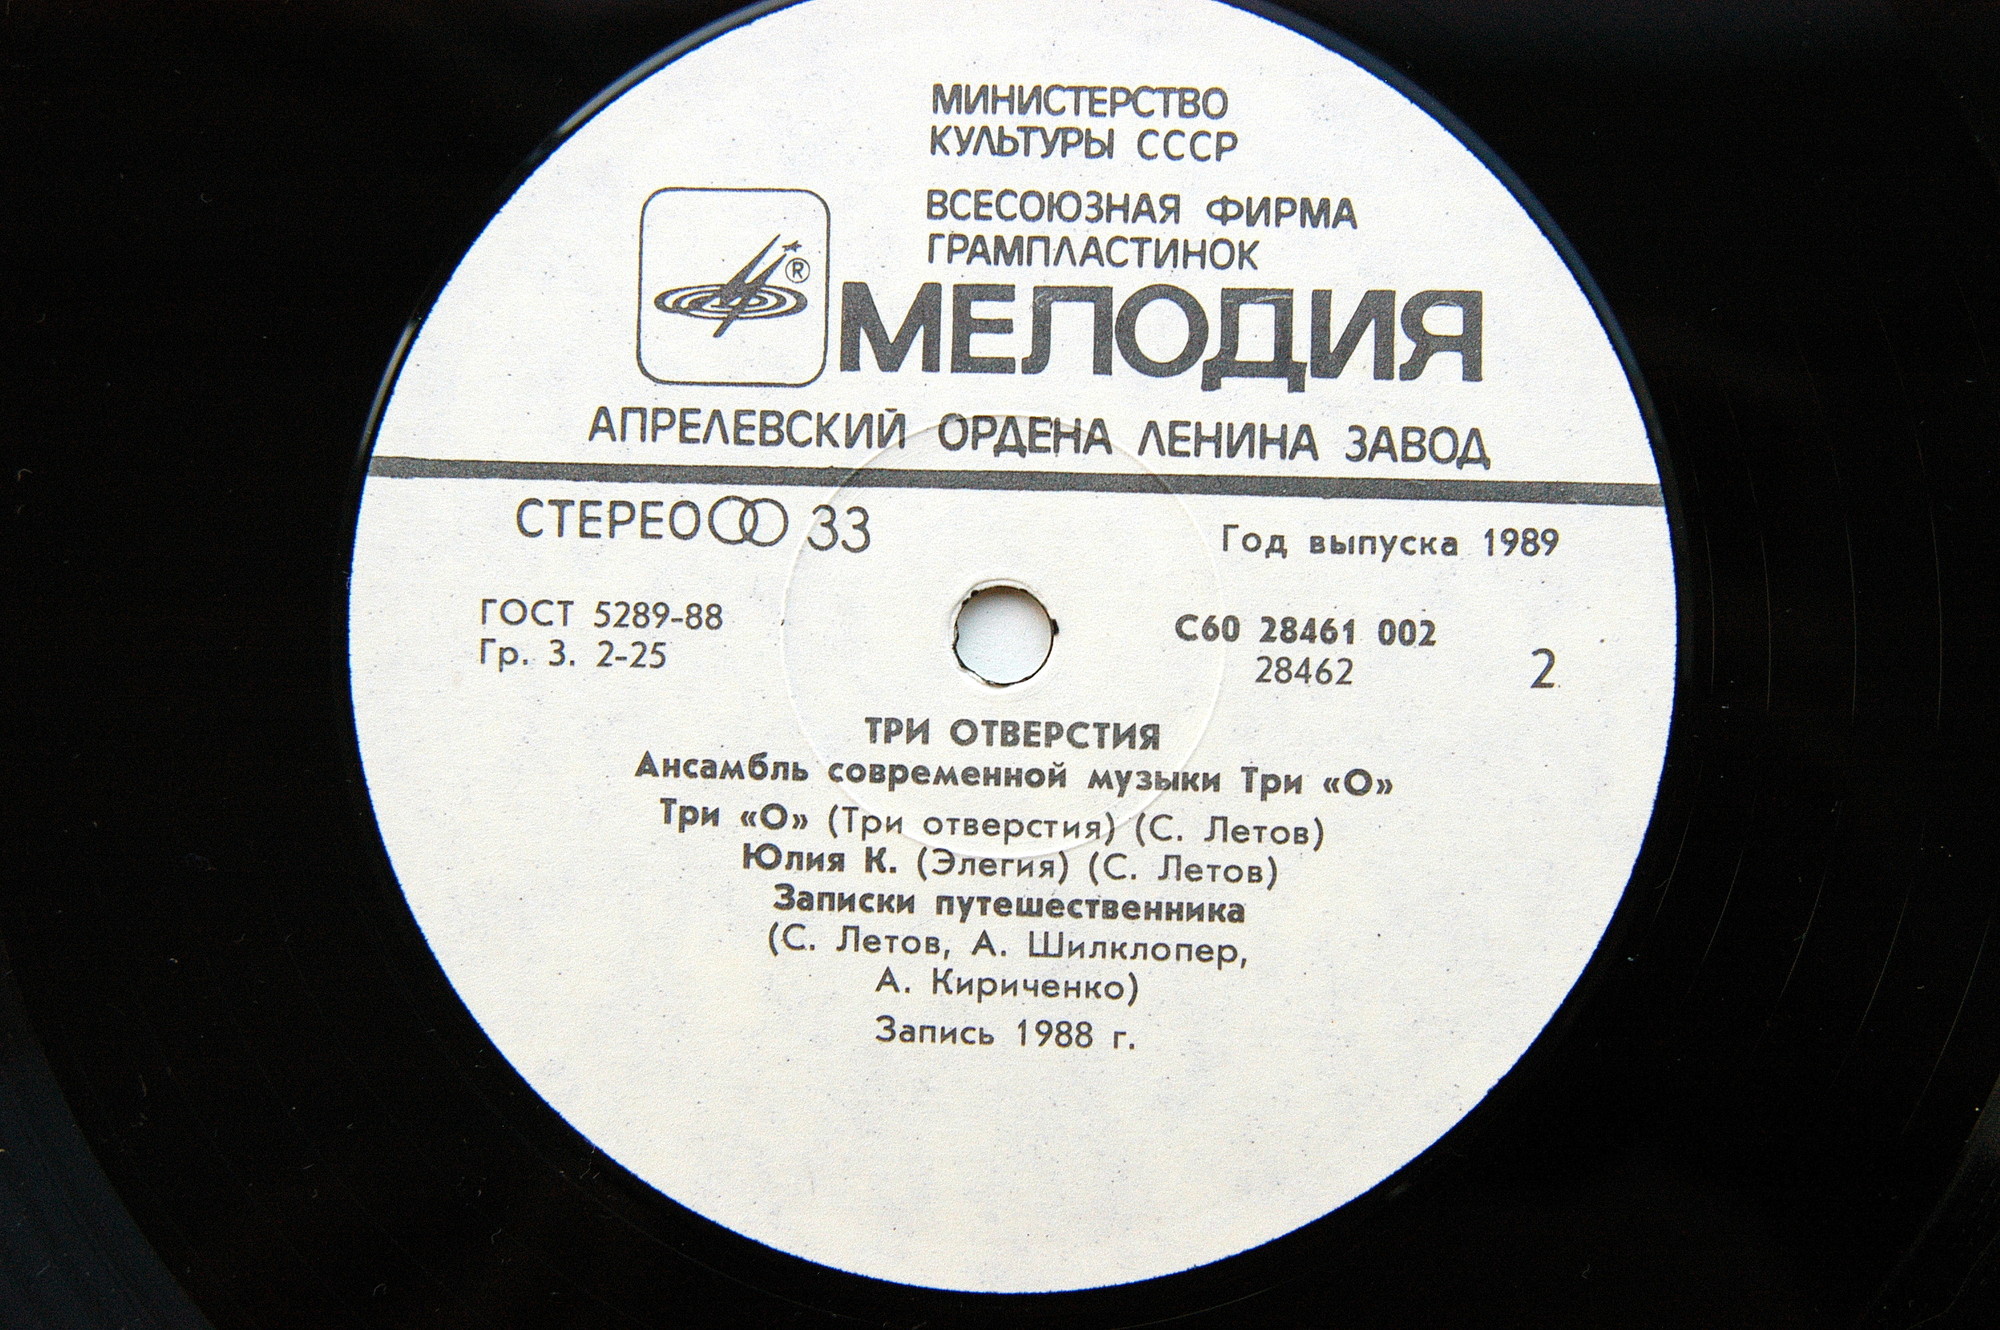 МИНИСТЕРСТВО
КУЛЬТУРЫ СССР
ВСЕСОЮЗНАЯ ФИРМА
ГРАМПЛАСТИНОК
®
МЕЛОДИЯ
АПРЕЛЕВСКИЙ ОРДЕНА ЛЕНИНА ЗАВОД
СТЕРЕО 33
Год выпуска 1989
ГОСТ 5289-88
Гр. 3. 2-25
С60 28461 002
28462
2
ТРИ ОТВЕРСТИЯ
Ансамбль современной музыки Три «О»
Три «О» (Три отверстия) (С. Летов)
Юлия К. (Элегия) (С. Летов)
Записки путешественника
(С. Летов, А. Шилклопер,
А. Кириченко)
Запись 1988 г.